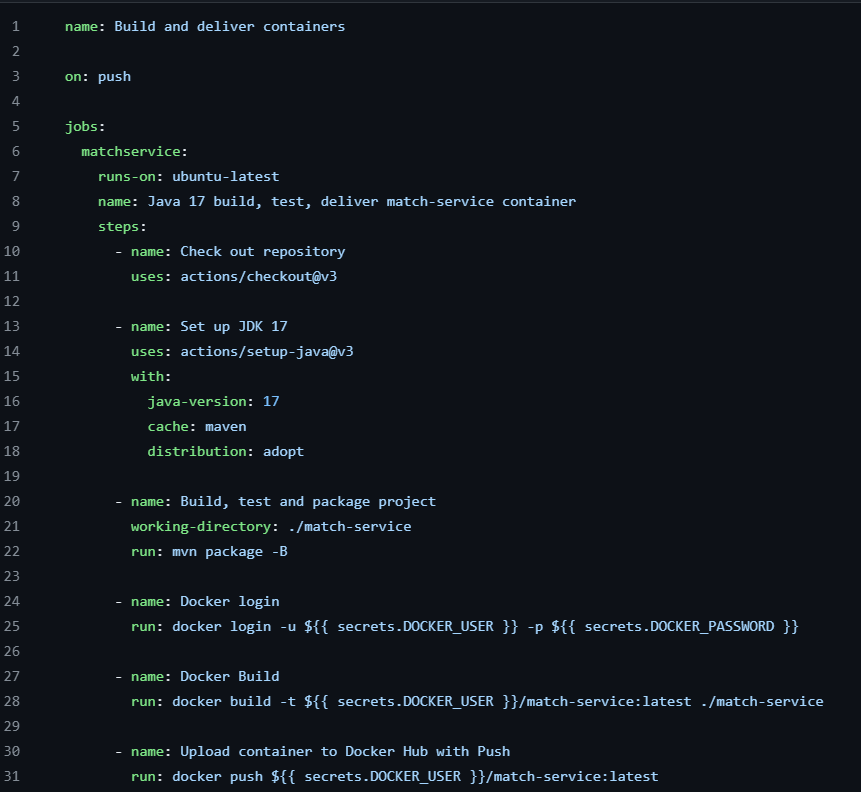 1 name: Build and deliver containers
2
3 on: push
4
5 jobs:
6   matchservice:
7     runs-on: ubuntu-latest
8     name: Java 17 build, test, deliver match-service container
9     steps:
10       - name: Check out repository
11         uses: actions/checkout@v3
12
13       - name: Set up JDK 17
14         uses: actions/setup-java@v3
15         with:
16           java-version: 17
17           cache: maven
18           distribution: adopt
19
20       - name: Build, test and package project
21         working-directory: ./match-service
22         run: mvn package -B
23
24       - name: Docker login
25         run: docker login -u ${{ secrets.DOCKER_USER }} -p ${{ secrets.DOCKER_PASSWORD }}
26
27       - name: Docker Build
28         run: docker build -t ${{ secrets.DOCKER_USER }}/match-service:latest ./match-service
29
30       - name: Upload container to Docker Hub with Push
31         run: docker push ${{ secrets.DOCKER_USER }}/match-service:latest